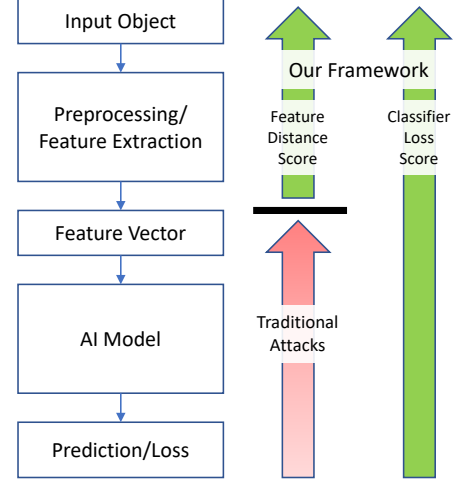 Input Object
Preprocessing/
Feature Extraction
Feature Vector
AI Model
Prediction/Loss
Our Framework
Feature
Distance
Score
Classifier
Loss
Score
Traditional
Attacks